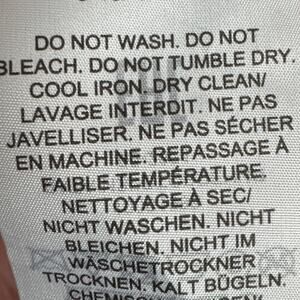 DO NOT WASH. DO NOT
BLEACH. DO NOT TUMBLE DRY.
COOL IRON. DRY CLEAN/
LAVAGE INTERDIT. NE PAS
JAVELLISER. NE PAS SÉCHER
EN MACHINE. REPASSAGE À
FAIBLE TEMPÉRATURE.
NETTOYAGE À SEC/
NICHT WASCHEN. NICHT
BLEICHEN. NICHT IM
WÄSCHETROCKNER
TROCKNEN. KALT BÜGELN.